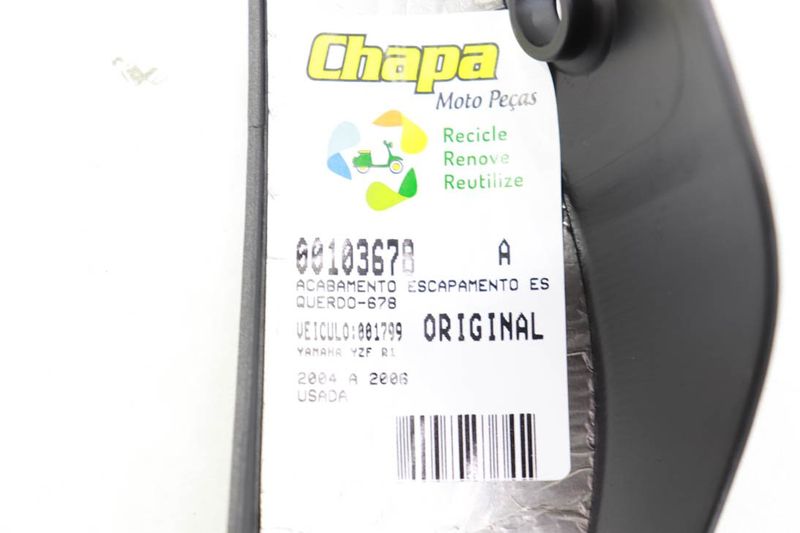 Chapa
Moto Peças
Recicle
Renove
Reutilize
00103678 A
ACABAMENTO ESCAPAMENTO ES
QUERDO-678
VEICULO:001799 ORIGINAL
YAMAHA YZF R1
2004 A 2006
USADA